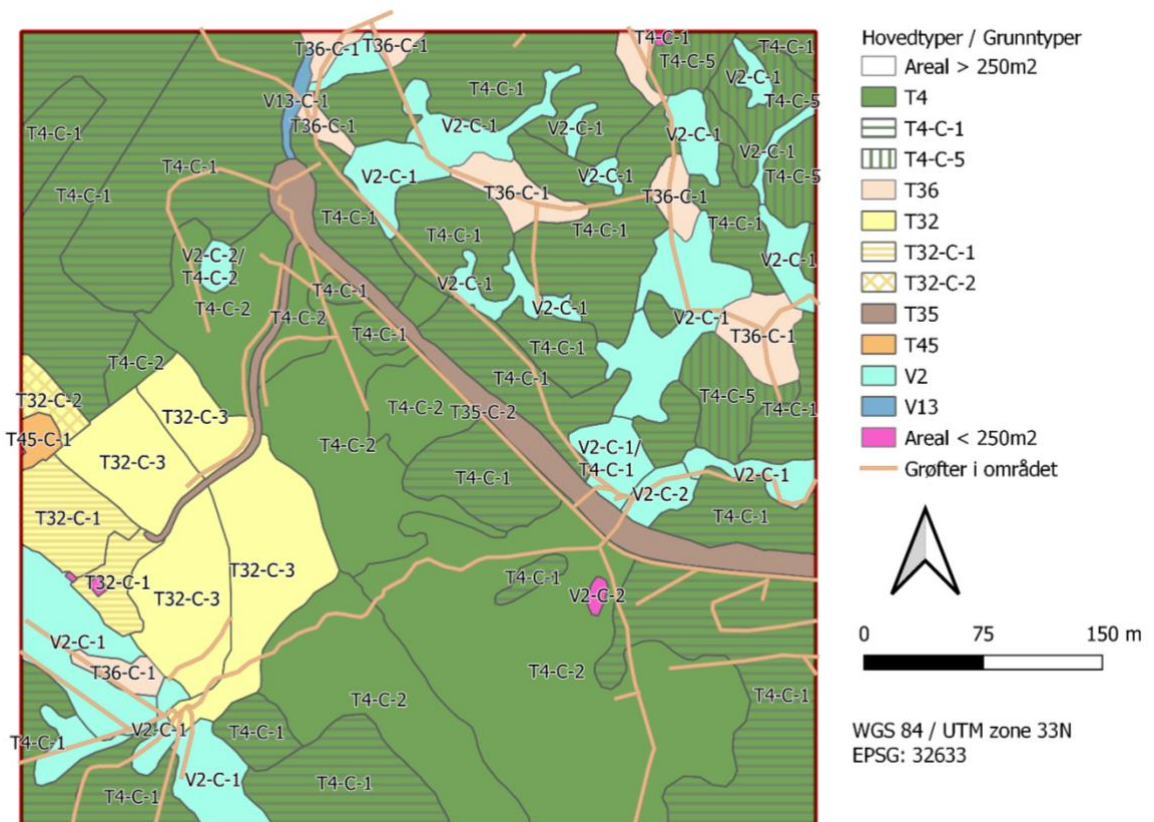 T36-C-1
T36-C-1
T4-C-1
T4-C-5
T4-C-1
V2-C-1
T4-C-1
V13-C-1
T4-C-5
T36-C-1
V2-C-1
V2-C-1
V2-C-1
T4-C-1
V2-C-1
T4-C-1
V2-C-1
V2-C-1
T4-C-5
T4-C-1
T36-C-1
T36-C-1
T4-C-1
T4-C-1
T4-C-1
T4-C-1
T4-C-1
V2-C-2/
T4-C-2
V2-C-1
V2-C-1
T4-C-1
T4-C-2
V2-C-1
T4-C-2
V2-C-1
T4-C-1
T36-C-1
T4-C-1
T4-C-2
T4-C-1
T32-C-2
T32-C-3
T4-C-5
T4-C-2
T35-C-2
T4-C-1
T45-C-1
T4-C-2
T32-C-3
V2-C-1/
T4-C-1
T4-C-1
V2-C-1
V2-C-2
T32-C-1
T4-C-1
T32-C-1
T32-C-3
T4-C-1
T32-C-3
V2-C-2
V2-C-1
T36-C-1
T4-C-2
T4-C-2
T4-C-1
V2-C-1
T4-C-1
T4-C-1
V2-C-1
T4-C-1
T4-C-1
Hovedtyper / Grunntyper
Areal > 250m2
T4
T4-C-1
T4-C-5
T36
T32
T32-C-1
T32-C-2
T35
T45
V2
V13
Areal < 250m2
Grøfter i området
0 75 150 m
WGS 84 / UTM zone 33N
EPSG: 32633